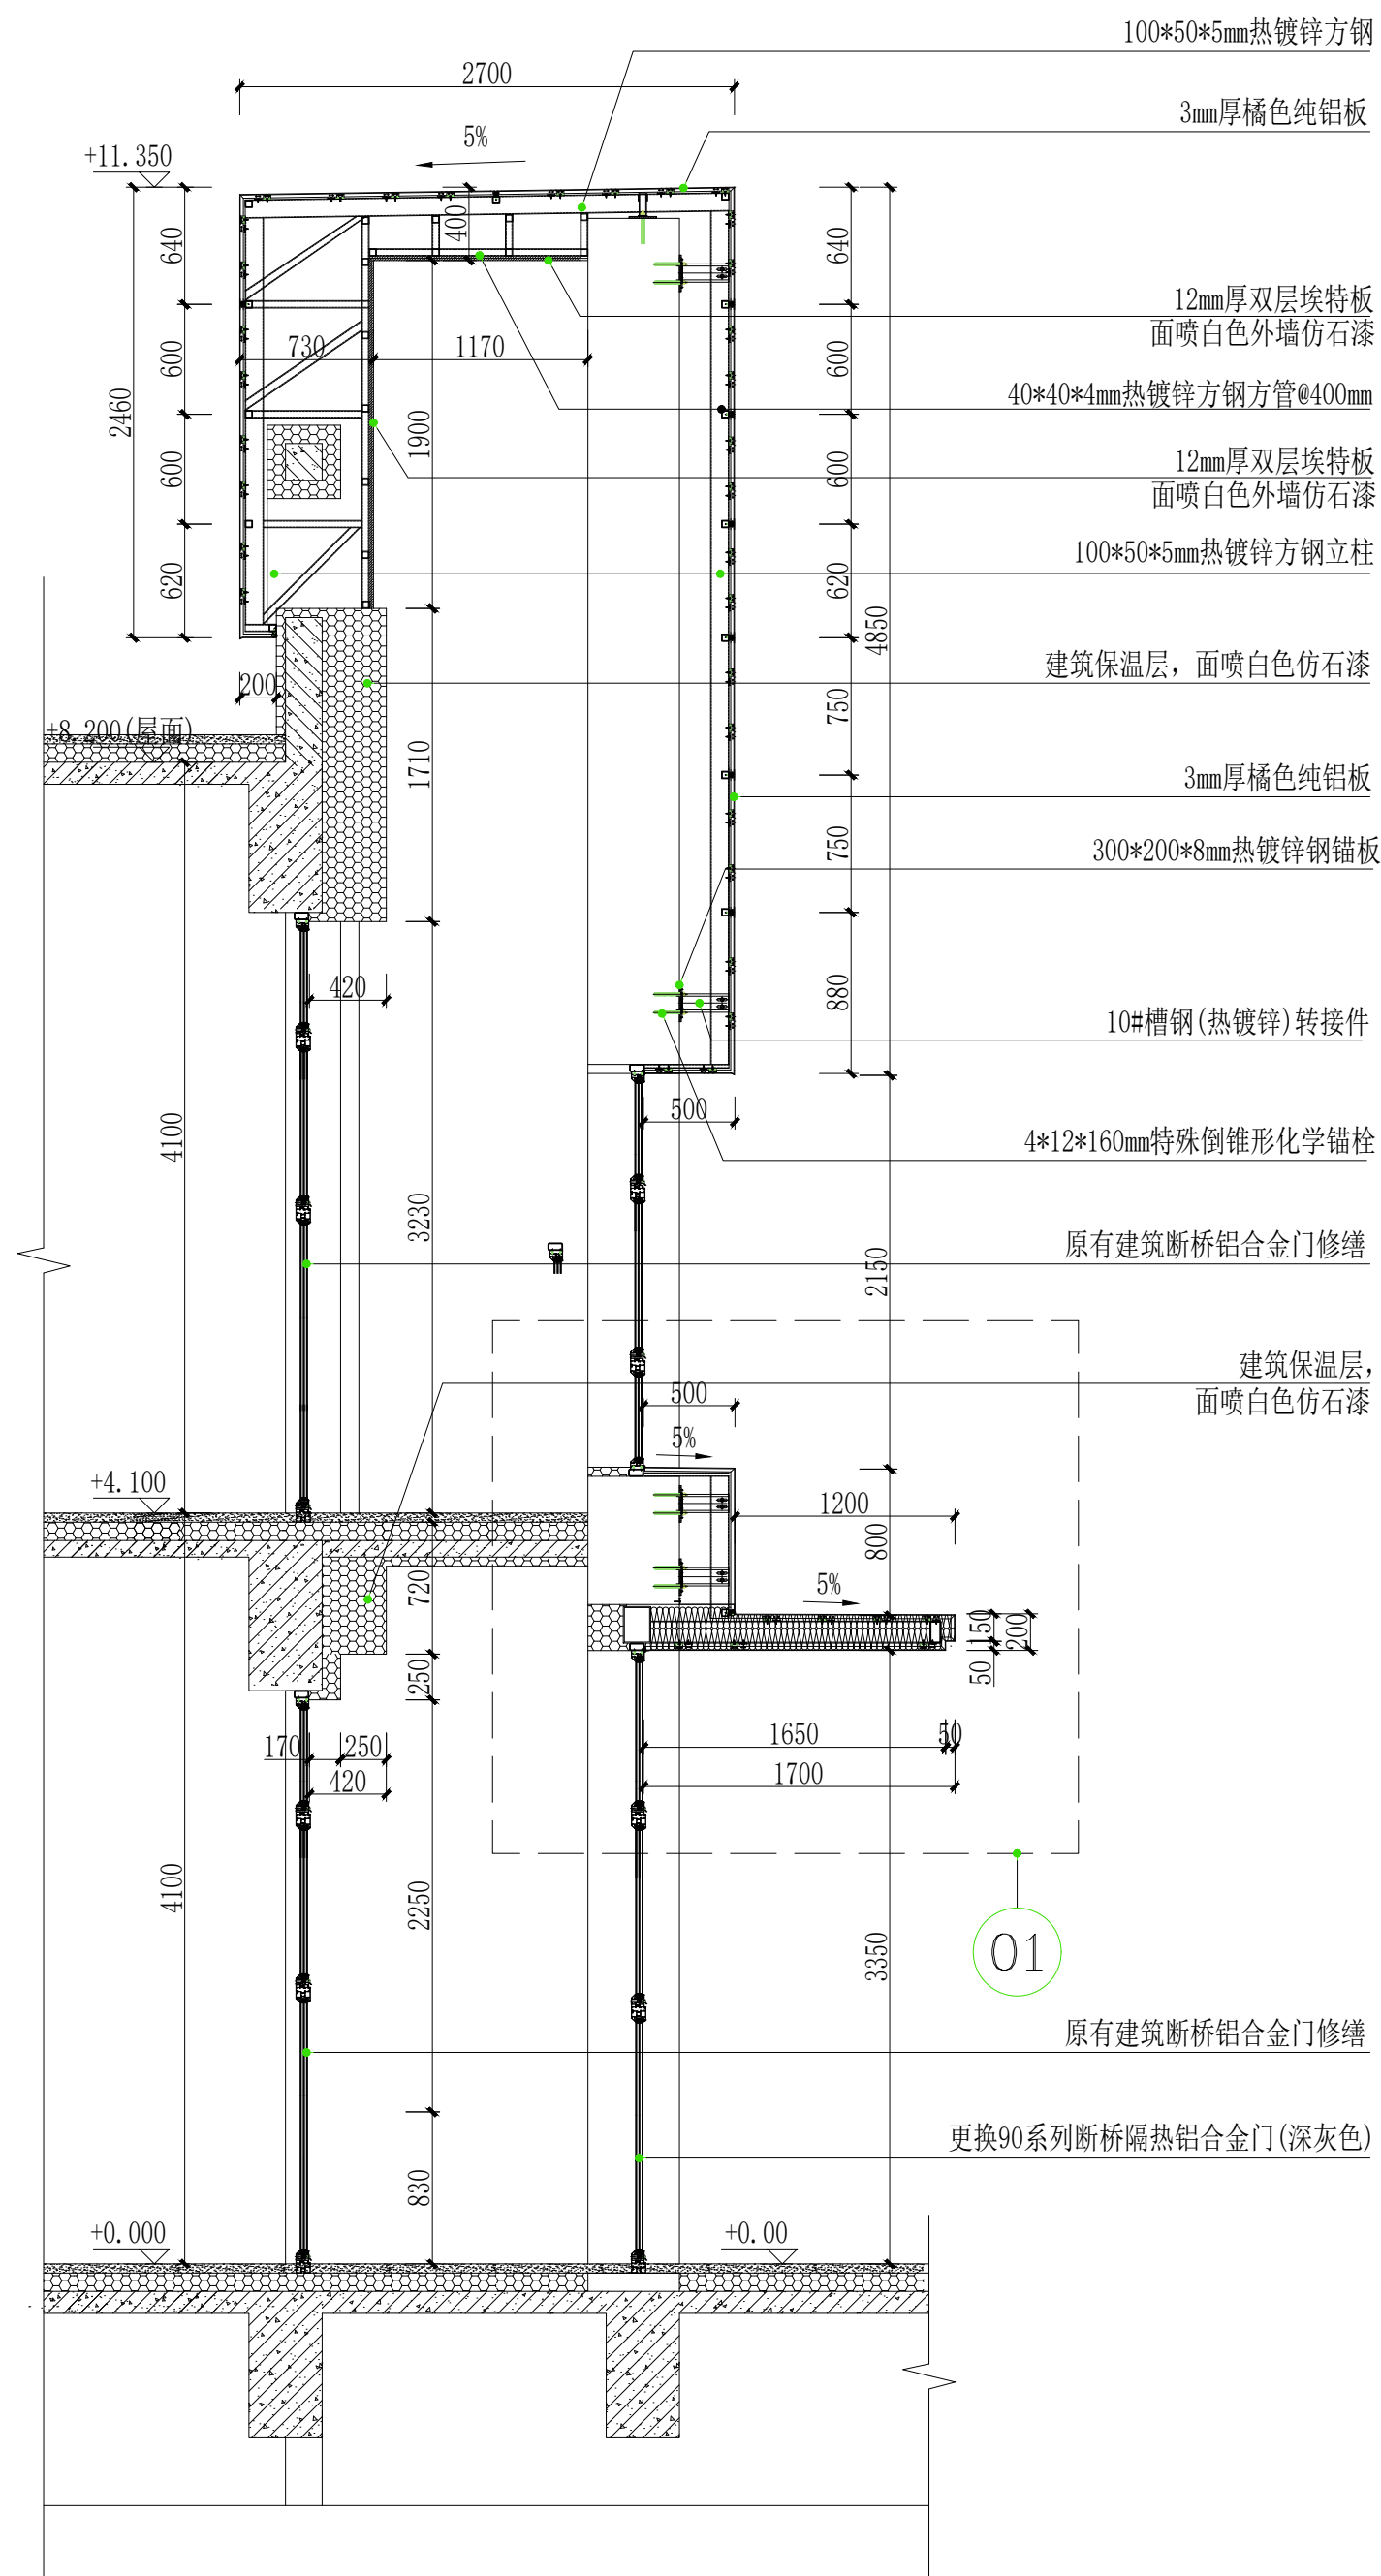 100*50*5mm热镀锌方钢
2700
3mm厚橘色纯铝板
5%
+11.350
400
640
640
12mm厚双层埃特板
面喷白色外墙仿石漆
730
1170
600
600
2460
40*40*4mm热镀锌方钢方管@400mm
1900
12mm厚双层埃特板
面喷白色外墙仿石漆
600
600
100*50*5mm热镀锌方钢立柱
620
620
4850
建筑保温层，面喷白色仿石漆
200
750
+8.200(屋面)
1710
3mm厚橘色纯铝板
750
300*200*8mm热镀锌钢锚板
420
880
10#槽钢(热镀锌)转接件
500
4100
4*12*160mm特殊倒锥形化学锚栓
3230
原有建筑断桥铝合金门修缮
2150
建筑保温层，
面喷白色仿石漆
500
5%
+4.100
1200
800
720
5%
150
200
250
50
170
250
1650
50
420
1700
4100
2250
3350
01
原有建筑断桥铝合金门修缮
更换90系列断桥隔热铝合金门(深灰色)
830
+0.000
+0.00